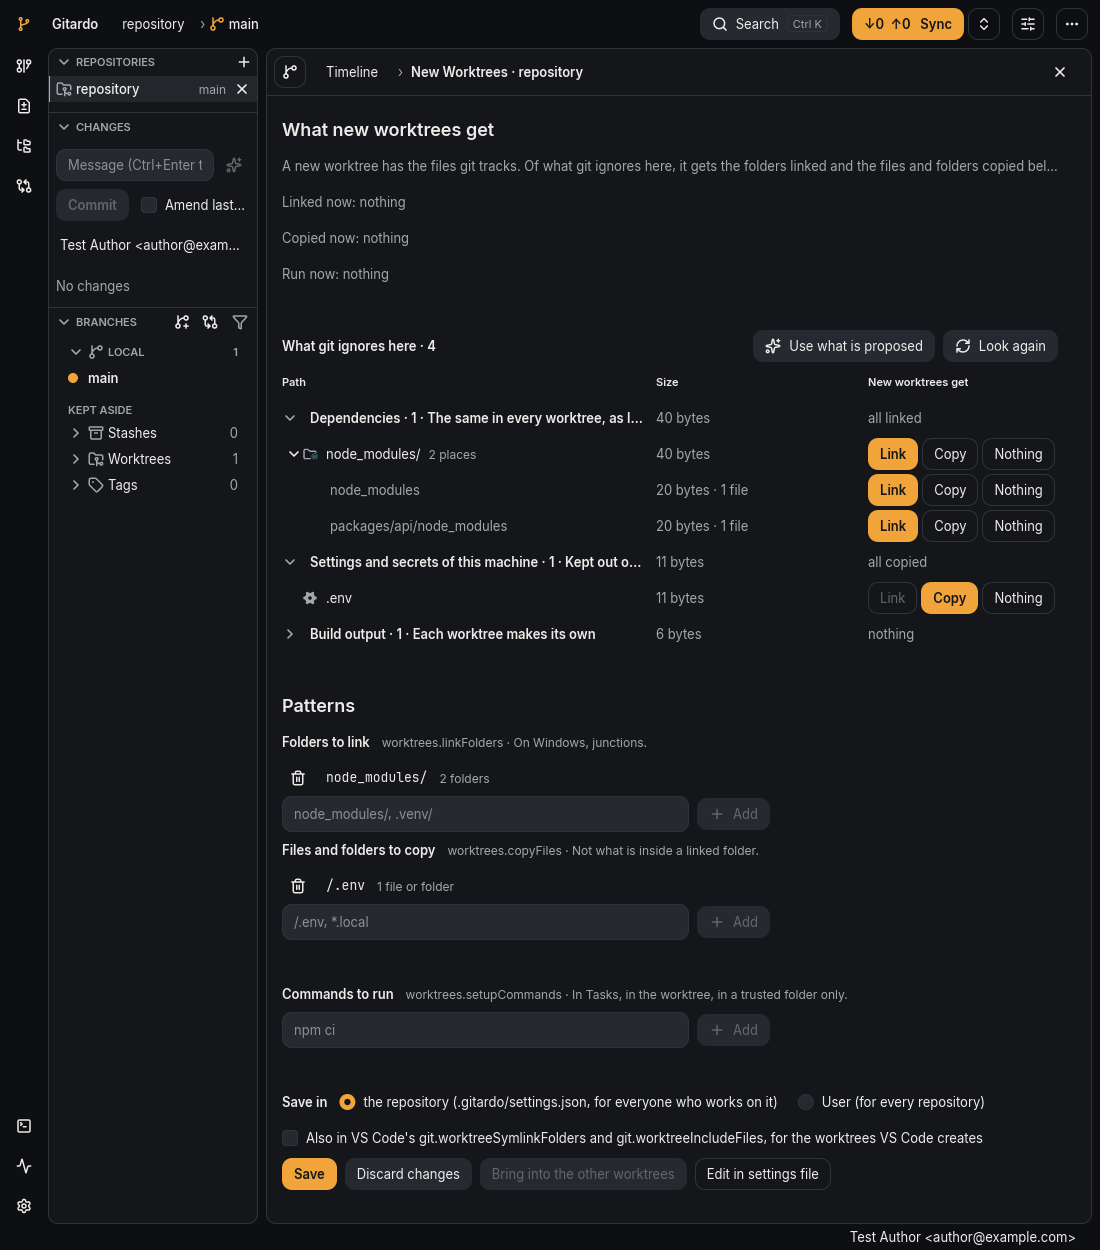 Gitardo repository › main Search Ctrl K ↓0 ↑0 Sync
REPOSITORIES
repository main
CHANGES
Message (Ctrl+Enter t
Commit Amend last...
Test Author <author@exam...
No changes
BRANCHES
LOCAL 1
main
KEPT ASIDE
Stashes 0
Worktrees 1
Tags 0
Timeline › New Worktrees · repository
What new worktrees get
A new worktree has the files git tracks. Of what git ignores here, it gets the folders linked and the files and folders copied bel...
Linked now: nothing
Copied now: nothing
Run now: nothing
What git ignores here · 4 Use what is proposed Look again
Path Size New worktrees get
Dependencies · 1 · The same in every worktree, as l... 40 bytes all linked
node_modules/ 2 places 40 bytes Link Copy Nothing
node_modules 20 bytes · 1 file Link Copy Nothing
packages/api/node_modules 20 bytes · 1 file Link Copy Nothing
Settings and secrets of this machine · 1 · Kept out o... 11 bytes all copied
.env 11 bytes Link Copy Nothing
Build output · 1 · Each worktree makes its own 6 bytes nothing
Patterns
Folders to link worktrees.linkFolders · On Windows, junctions.
node_modules/ 2 folders
node_modules/, .venv/ Add
Files and folders to copy worktrees.copyFiles · Not what is inside a linked folder.
/.env 1 file or folder
/.env, *.local Add
Commands to run worktrees.setupCommands · In Tasks, in the worktree, in a trusted folder only.
npm ci Add
Save in the repository (.gitardo/settings.json, for everyone who works on it) User (for every repository)
Also in VS Code's git.worktreeSymlinkFolders and git.worktreeIncludeFiles, for the worktrees VS Code creates
Save Discard changes Bring into the other worktrees Edit in settings file
Test Author <author@example.com>